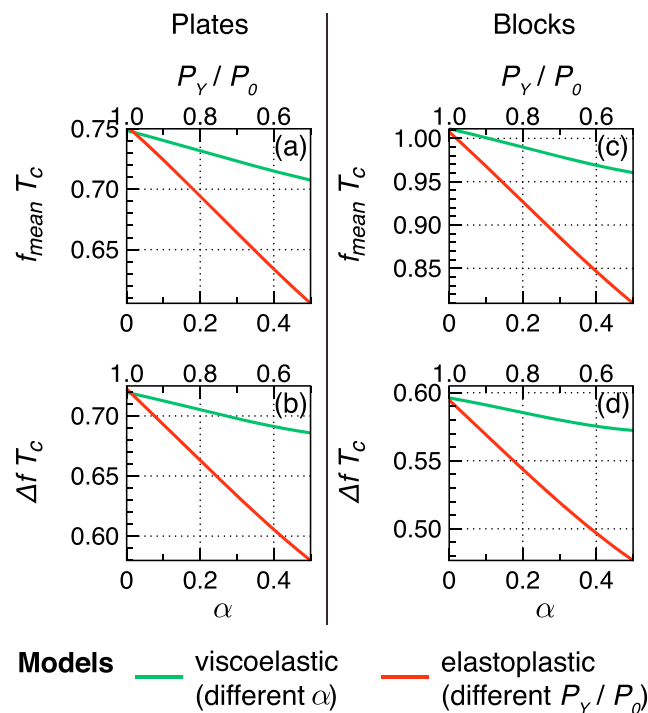 Plates Blocks
P_Y / P_0 P_Y / P_0
1.0 0.8 0.6 1.0 0.8 0.6
(a) (c)
0.75 0.70 0.65
f_mean T_c
1.00 0.95 0.90 0.85
f_mean T_c
0 0.2 0.4 0 0.2 0.4
1.0 0.8 0.6 1.0 0.8 0.6
(b) (d)
0.70 0.65 0.60
Δf T_c
0.60 0.55 0.50
Δf T_c
0 0.2 0.4 0 0.2 0.4
α α
Models viscoelastic elastoplastic
(different α) (different P_Y / P_0)